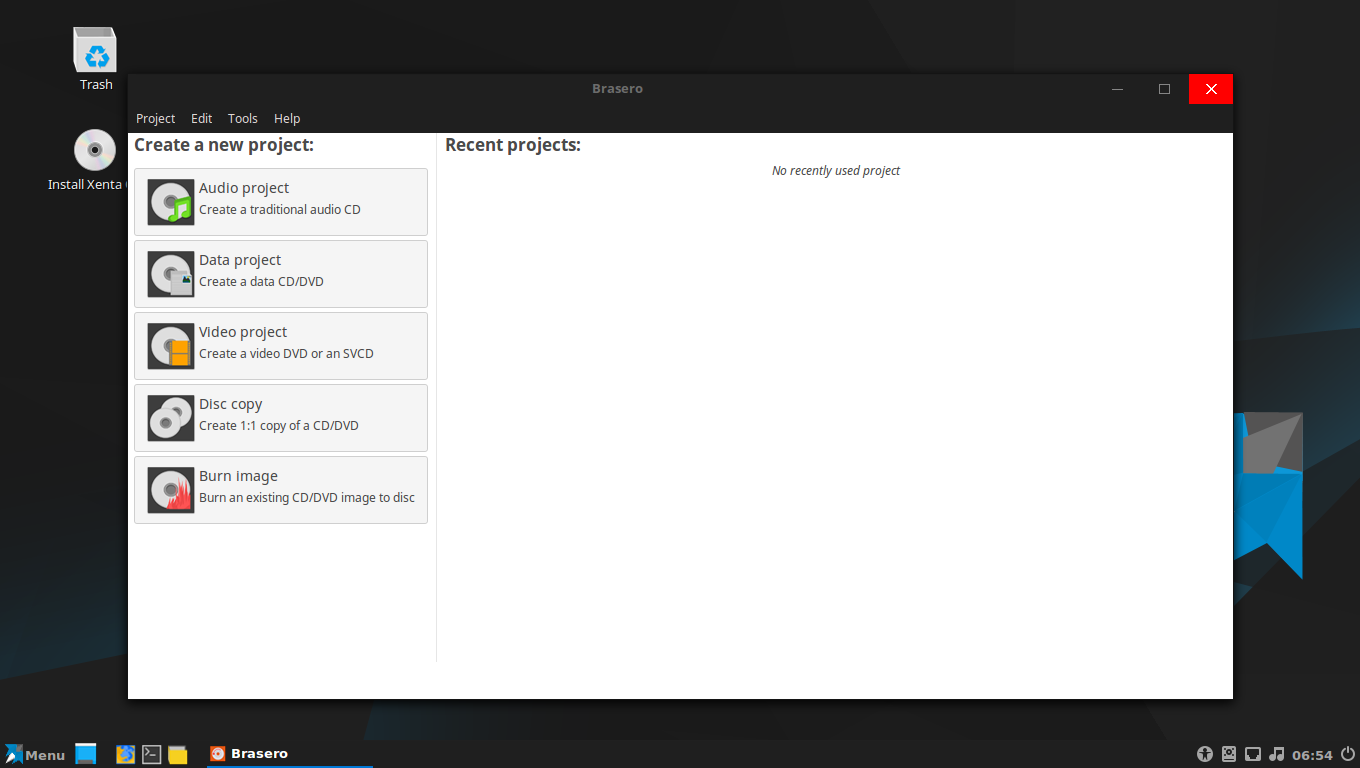 Trash
Install Xenta
Brasero
Project Edit Tools Help
Create a new project:
Audio project
Create a traditional audio CD
Data project
Create a data CD/DVD
Video project
Create a video DVD or an SVCD
Disc copy
Create 1:1 copy of a CD/DVD
Burn image
Burn an existing CD/DVD image to disc
Recent projects:
No recently used project
Menu
Brasero
06:54